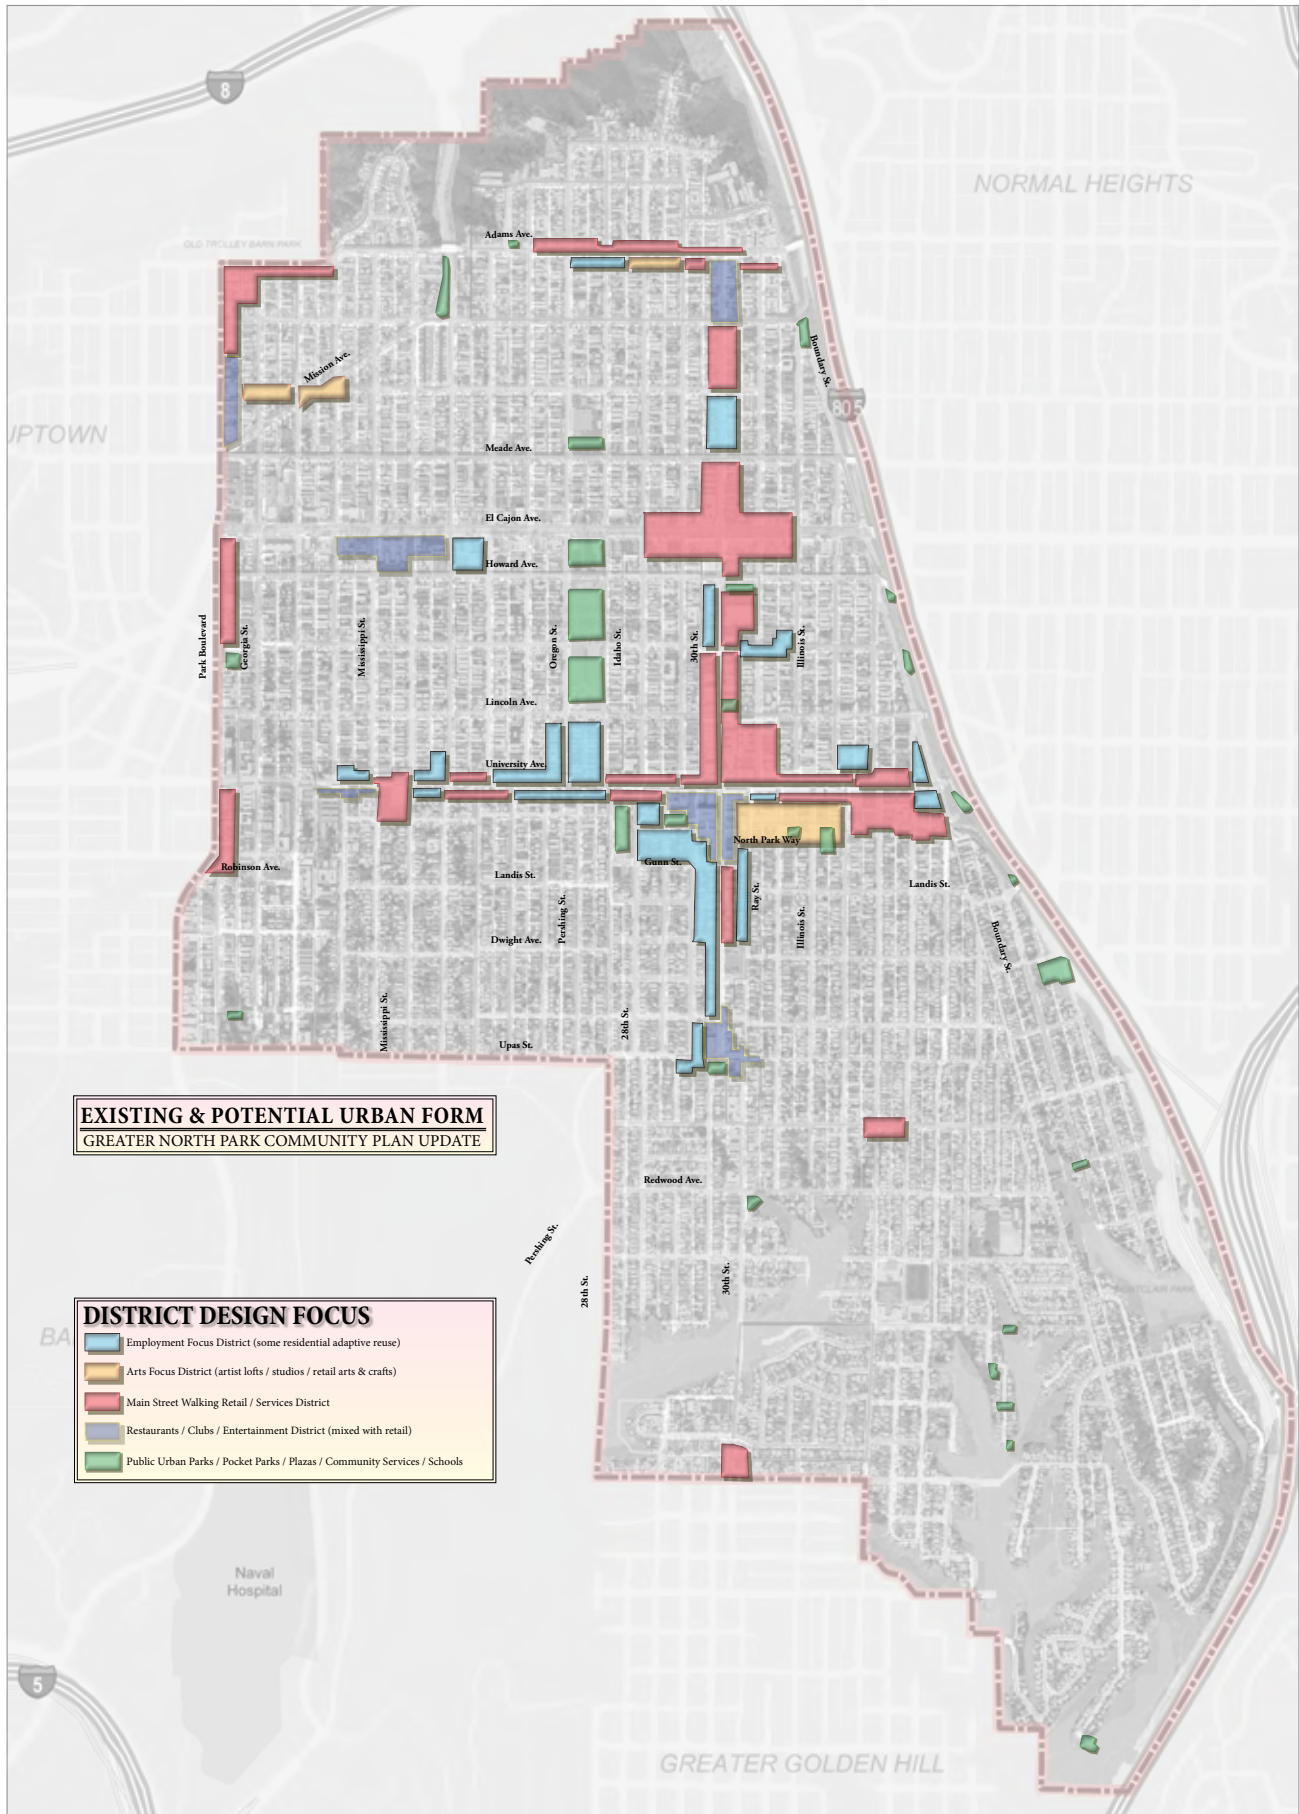 8
NORMAL HEIGHTS
Adams Ave.
OLD TROLLEY BARN PARK
Boundary St.
Mission Ave.
805
UPTOWN
Meade Ave.
El Cajon Ave.
Howard Ave.
Park Boulevard
Georgia St.
Mississippi St.
Oregon St.
Idaho St.
30th St.
Illinois St.
Lincoln Ave.
University Ave.
North Park Way
Gunn St.
Robinson Ave.
Landis St.
Landis St.
Pershing St.
Ray St.
Illinois St.
Dwight Ave.
Boundary St.
Mississippi St.
28th St.
Upas St.
EXISTING & POTENTIAL URBAN FORM
GREATER NORTH PARK COMMUNITY PLAN UPDATE
Redwood Ave.
Pershing St.
28th St.
30th St.
DISTRICT DESIGN FOCUS
Employment Focus District (some residential adaptive reuse)
Arts Focus District (artist lofts / studios / retail arts & crafts)
Main Street Walking Retail / Services District
Restaurants / Clubs / Entertainment District (mixed with retail)
Public Urban Parks / Pocket Parks / Plazas / Community Services / Schools
Naval
Hospital
5
GREATER GOLDEN HILL